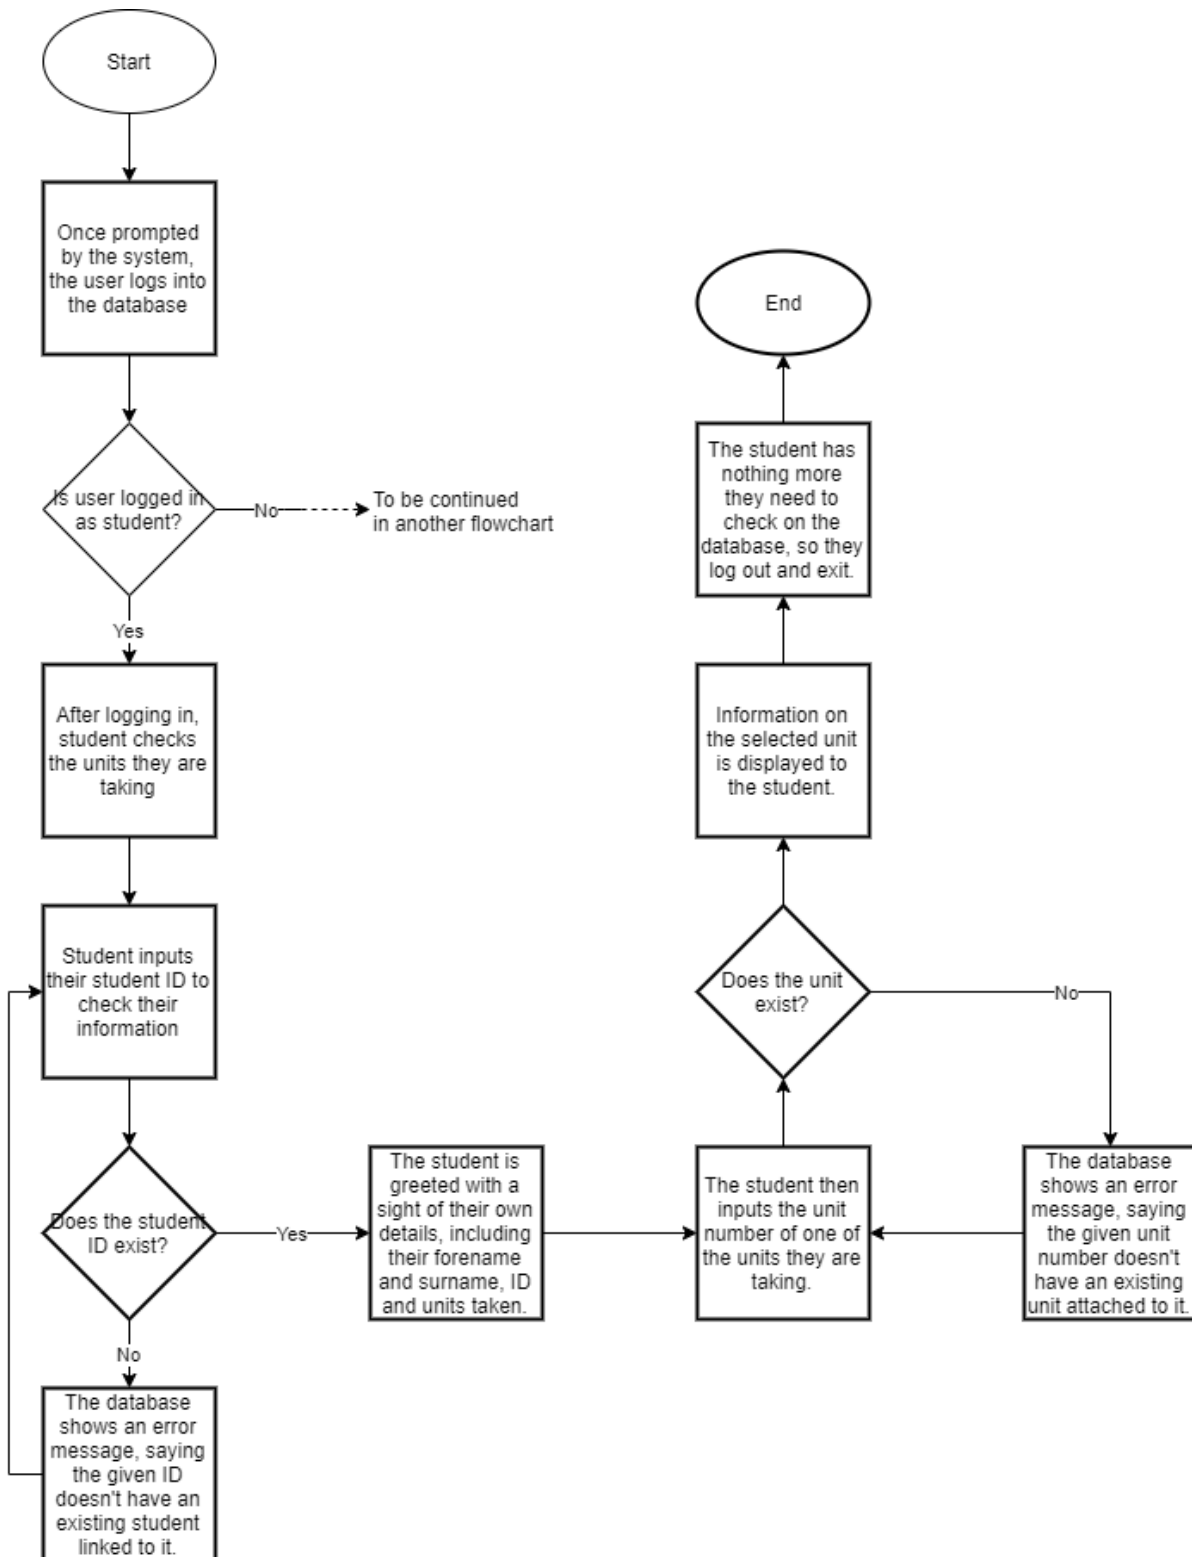 Start
Once prompted
by the system,
the user logs into
the database
Is user logged in
as student?
No
To be continued
in another flowchart
Yes
After logging in,
student checks
the units they are
taking
Student inputs
their student ID to
check their
information
Does the student
ID exist?
No
The database
shows an error
message, saying
the given ID
doesn't have an
existing student
linked to it.
Yes
The student is
greeted with a
sight of their own
details, including
their forename
and surname, ID
and units taken.
The student then
inputs the unit
number of one of
the units they are
taking.
Does the unit
exist?
No
The database
shows an error
message, saying
the given unit
number doesn't
have an existing
unit attached to it.
Information on
the selected unit
is displayed to
the student.
The student has
nothing more
they need to
check on the
database, so they
log out and exit.
End